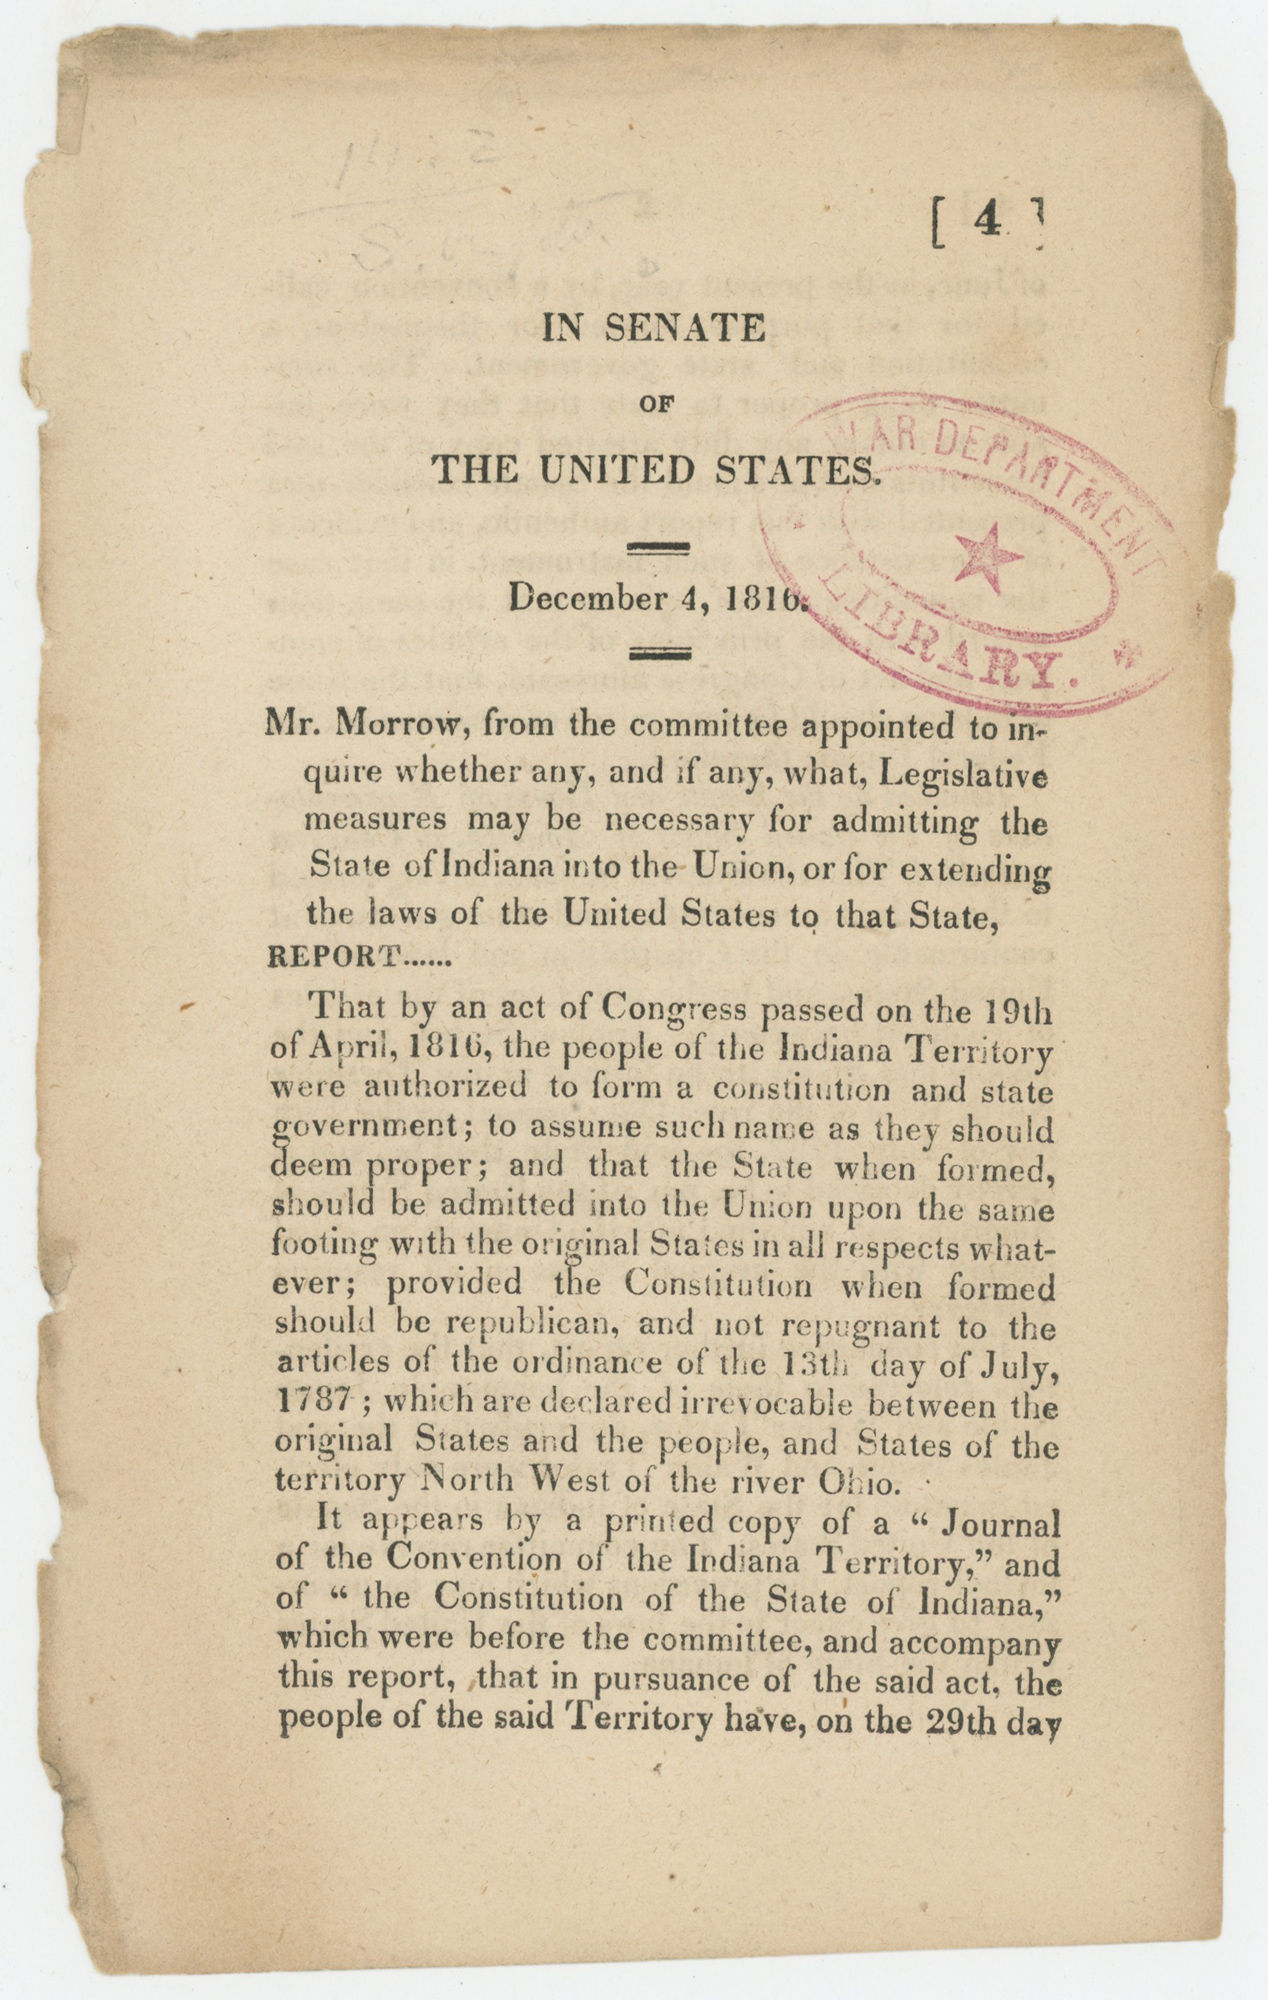 [ 4 ]
IN SENATE
OF
THE UNITED STATES.
December 4, 1816.
WAR DEPARTMENT
LIBRARY.
Mr. Morrow, from the committee appointed to in-
quire whether any, and if any, what, Legislative
measures may be necessary for admitting the
State of Indiana into the Union, or for extending
the laws of the United States to that State,
REPORT......
That by an act of Congress passed on the 19th
of April, 1816, the people of the Indiana Territory
were authorized to form a constitution and state
government; to assume such name as they should
deem proper; and that the State when formed,
should be admitted into the Union upon the same
footing with the original States in all respects what-
ever; provided the Constitution when formed
should be republican, and not repugnant to the
articles of the ordinance of the 13th day of July,
1787 ; which are declared irrevocable between the
original States and the people, and States of the
territory North West of the river Ohio.
It appears by a printed copy of a “ Journal
of the Convention of the Indiana Territory,” and
of “ the Constitution of the State of Indiana,”
which were before the committee, and accompany
this report, that in pursuance of the said act, the
people of the said Territory have, on the 29th day